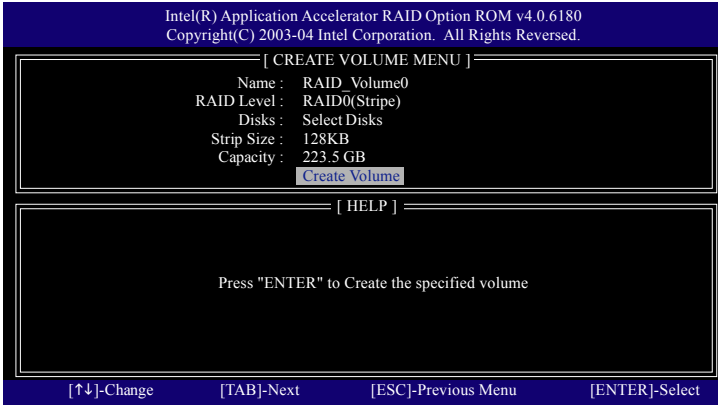 Intel(R) Application Accelerator RAID Option ROM v4.0.6180
Copyright(C) 2003-04 Intel Corporation. All Rights Reversed.
[ CREATE VOLUME MENU ]
Name : RAID_Volume0
RAID Level : RAID0(Stripe)
Disks : Select Disks
Strip Size : 128KB
Capacity : 223.5 GB
Create Volume
[ HELP ]
Press "ENTER" to Create the specified volume
[↑↓]-Change [TAB]-Next [ESC]-Previous Menu [ENTER]-Select